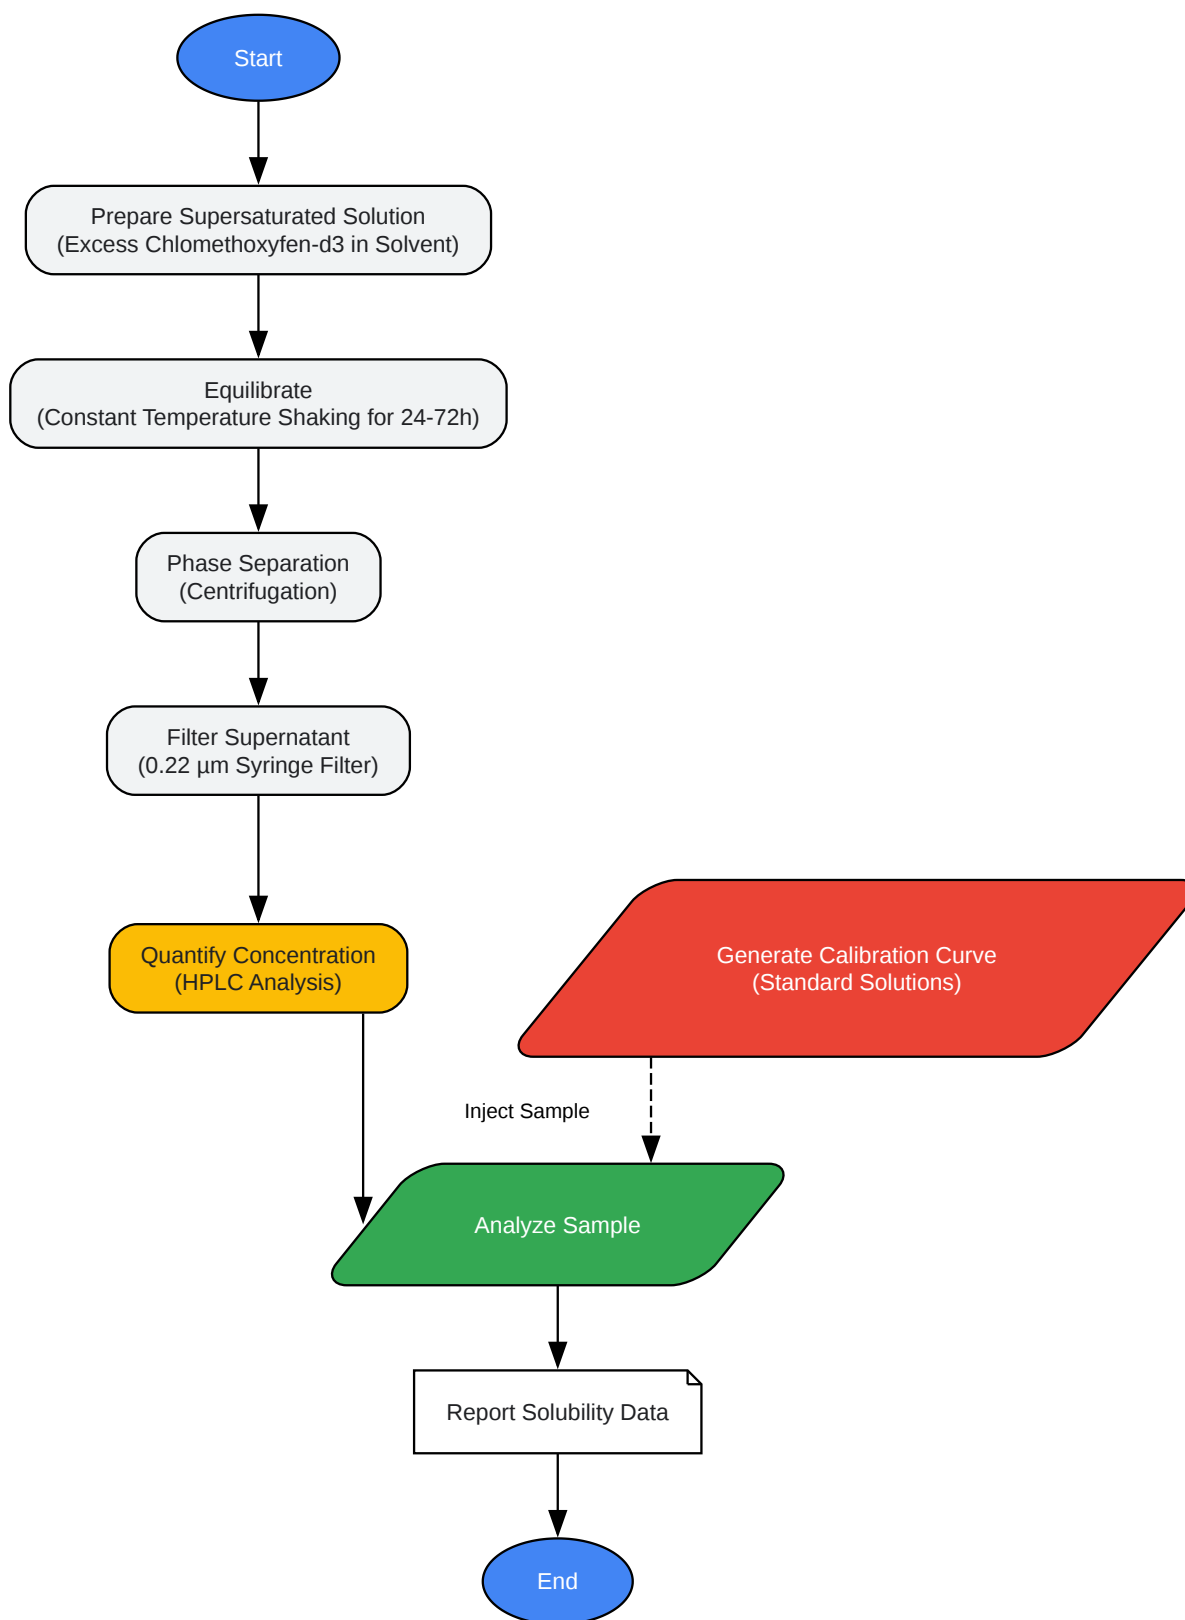 Start
Prepare Supersaturated Solution
(Excess Chlomethoxyfen-d3 in Solvent)
Equilibrate
(Constant Temperature Shaking for 24-72h)
Phase Separation
(Centrifugation)
Filter Supernatant
(0.22 µm Syringe Filter)
Quantify Concentration
(HPLC Analysis)
Generate Calibration Curve
(Standard Solutions)
Inject Sample
Analyze Sample
Report Solubility Data
End